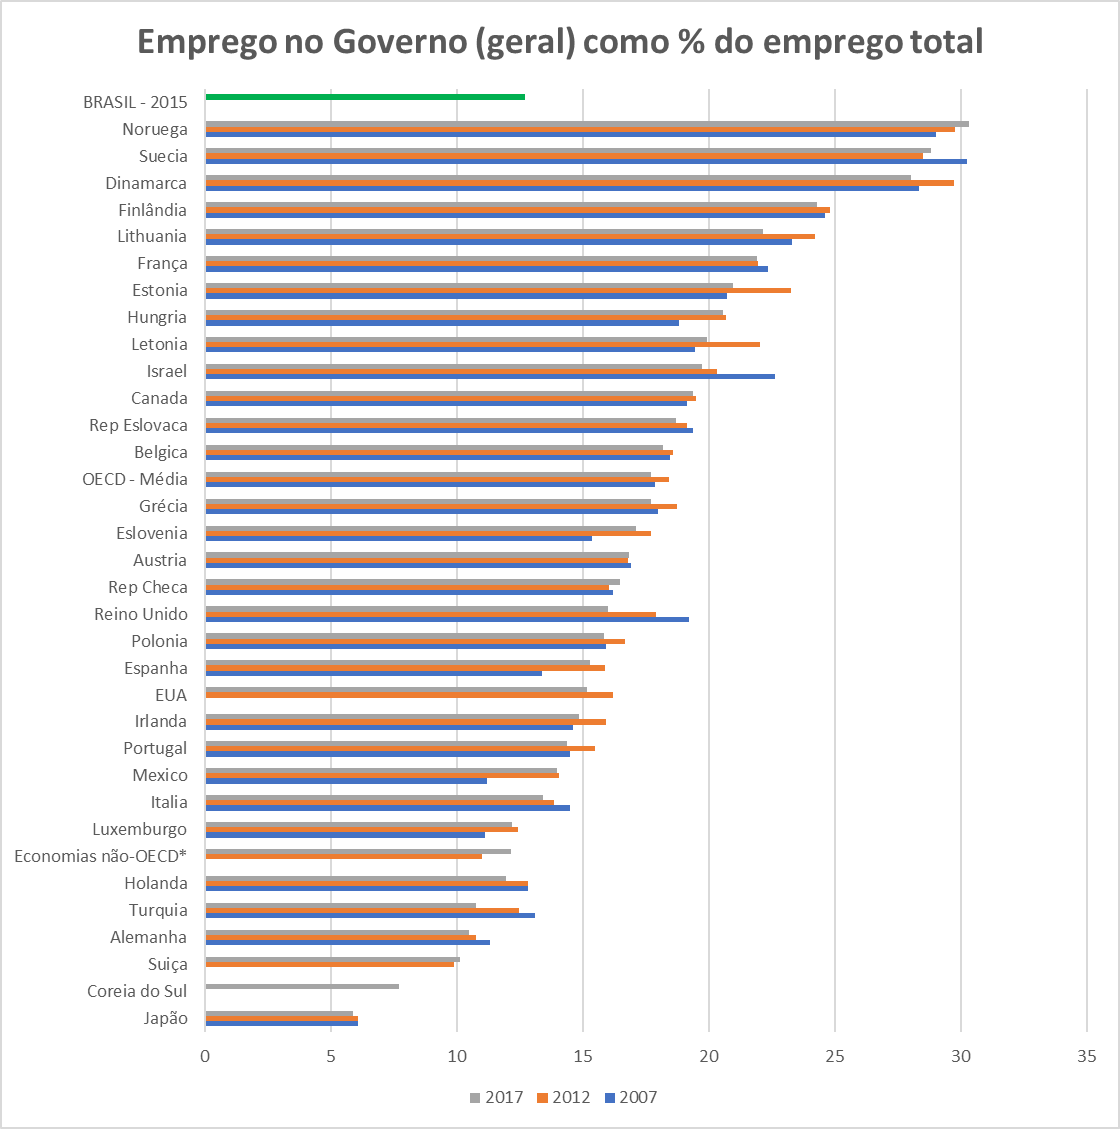 Emprego no Governo (geral) como % do emprego total
BRASIL - 2015
Noruega
Suecia
Dinamarca
Finlândia
Lithuania
França
Estonia
Hungria
Letonia
Israel
Canada
Rep Eslovaca
Belgica
OECD - Média
Grécia
Eslovenia
Austria
Rep Checa
Reino Unido
Polonia
Espanha
EUA
Irlanda
Portugal
Mexico
Italia
Luxemburgo
Economias não-OECD*
Holanda
Turquia
Alemanha
Suiça
Coreia do Sul
Japão
0 5 10 15 20 25 30 35
2017 2012 2007